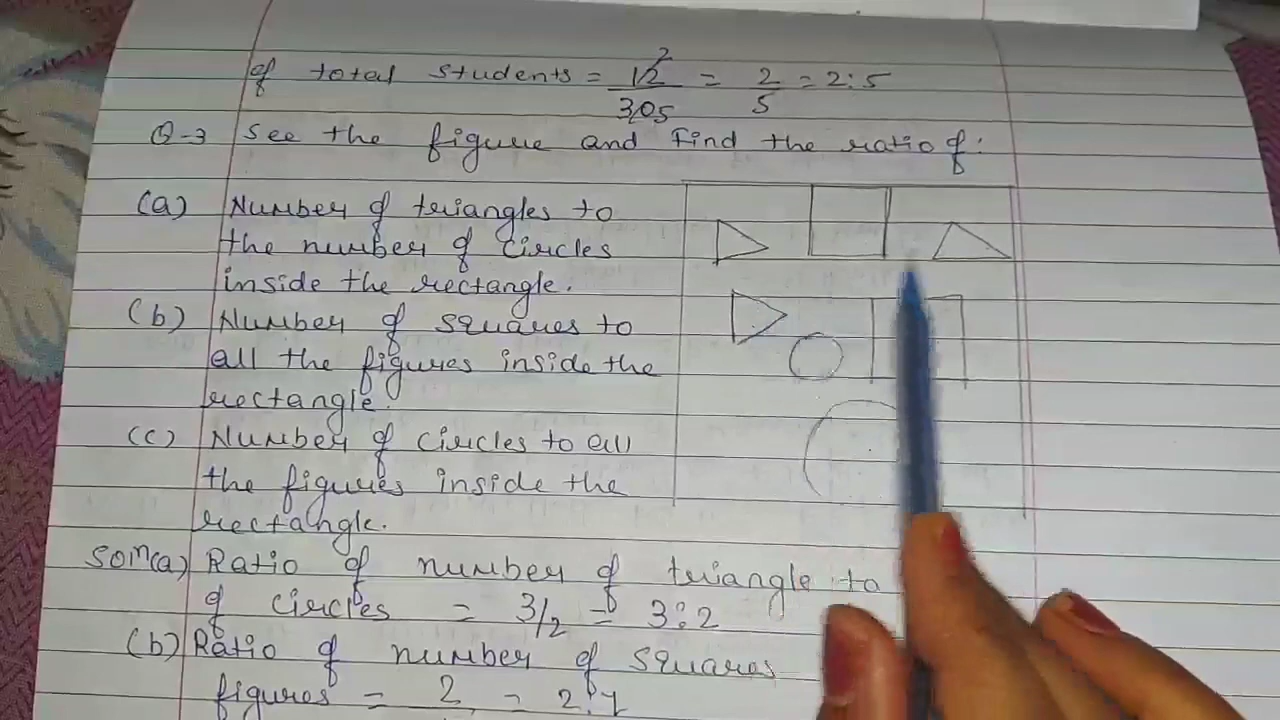 of total students = 12/305 = 2/5 = 2:5
Q-3 See the figure and find the ratio of:
(a) Number of triangles to
the number of circles
inside the rectangle.
(b) Number of squares to
all the figures inside the
rectangle.
(c) Number of circles to all
the figures inside the
rectangle.
Soln(a) Ratio of number of triangle to
of circles = 3/2 = 3:2
(b) Ratio of number of squares
figures = 2